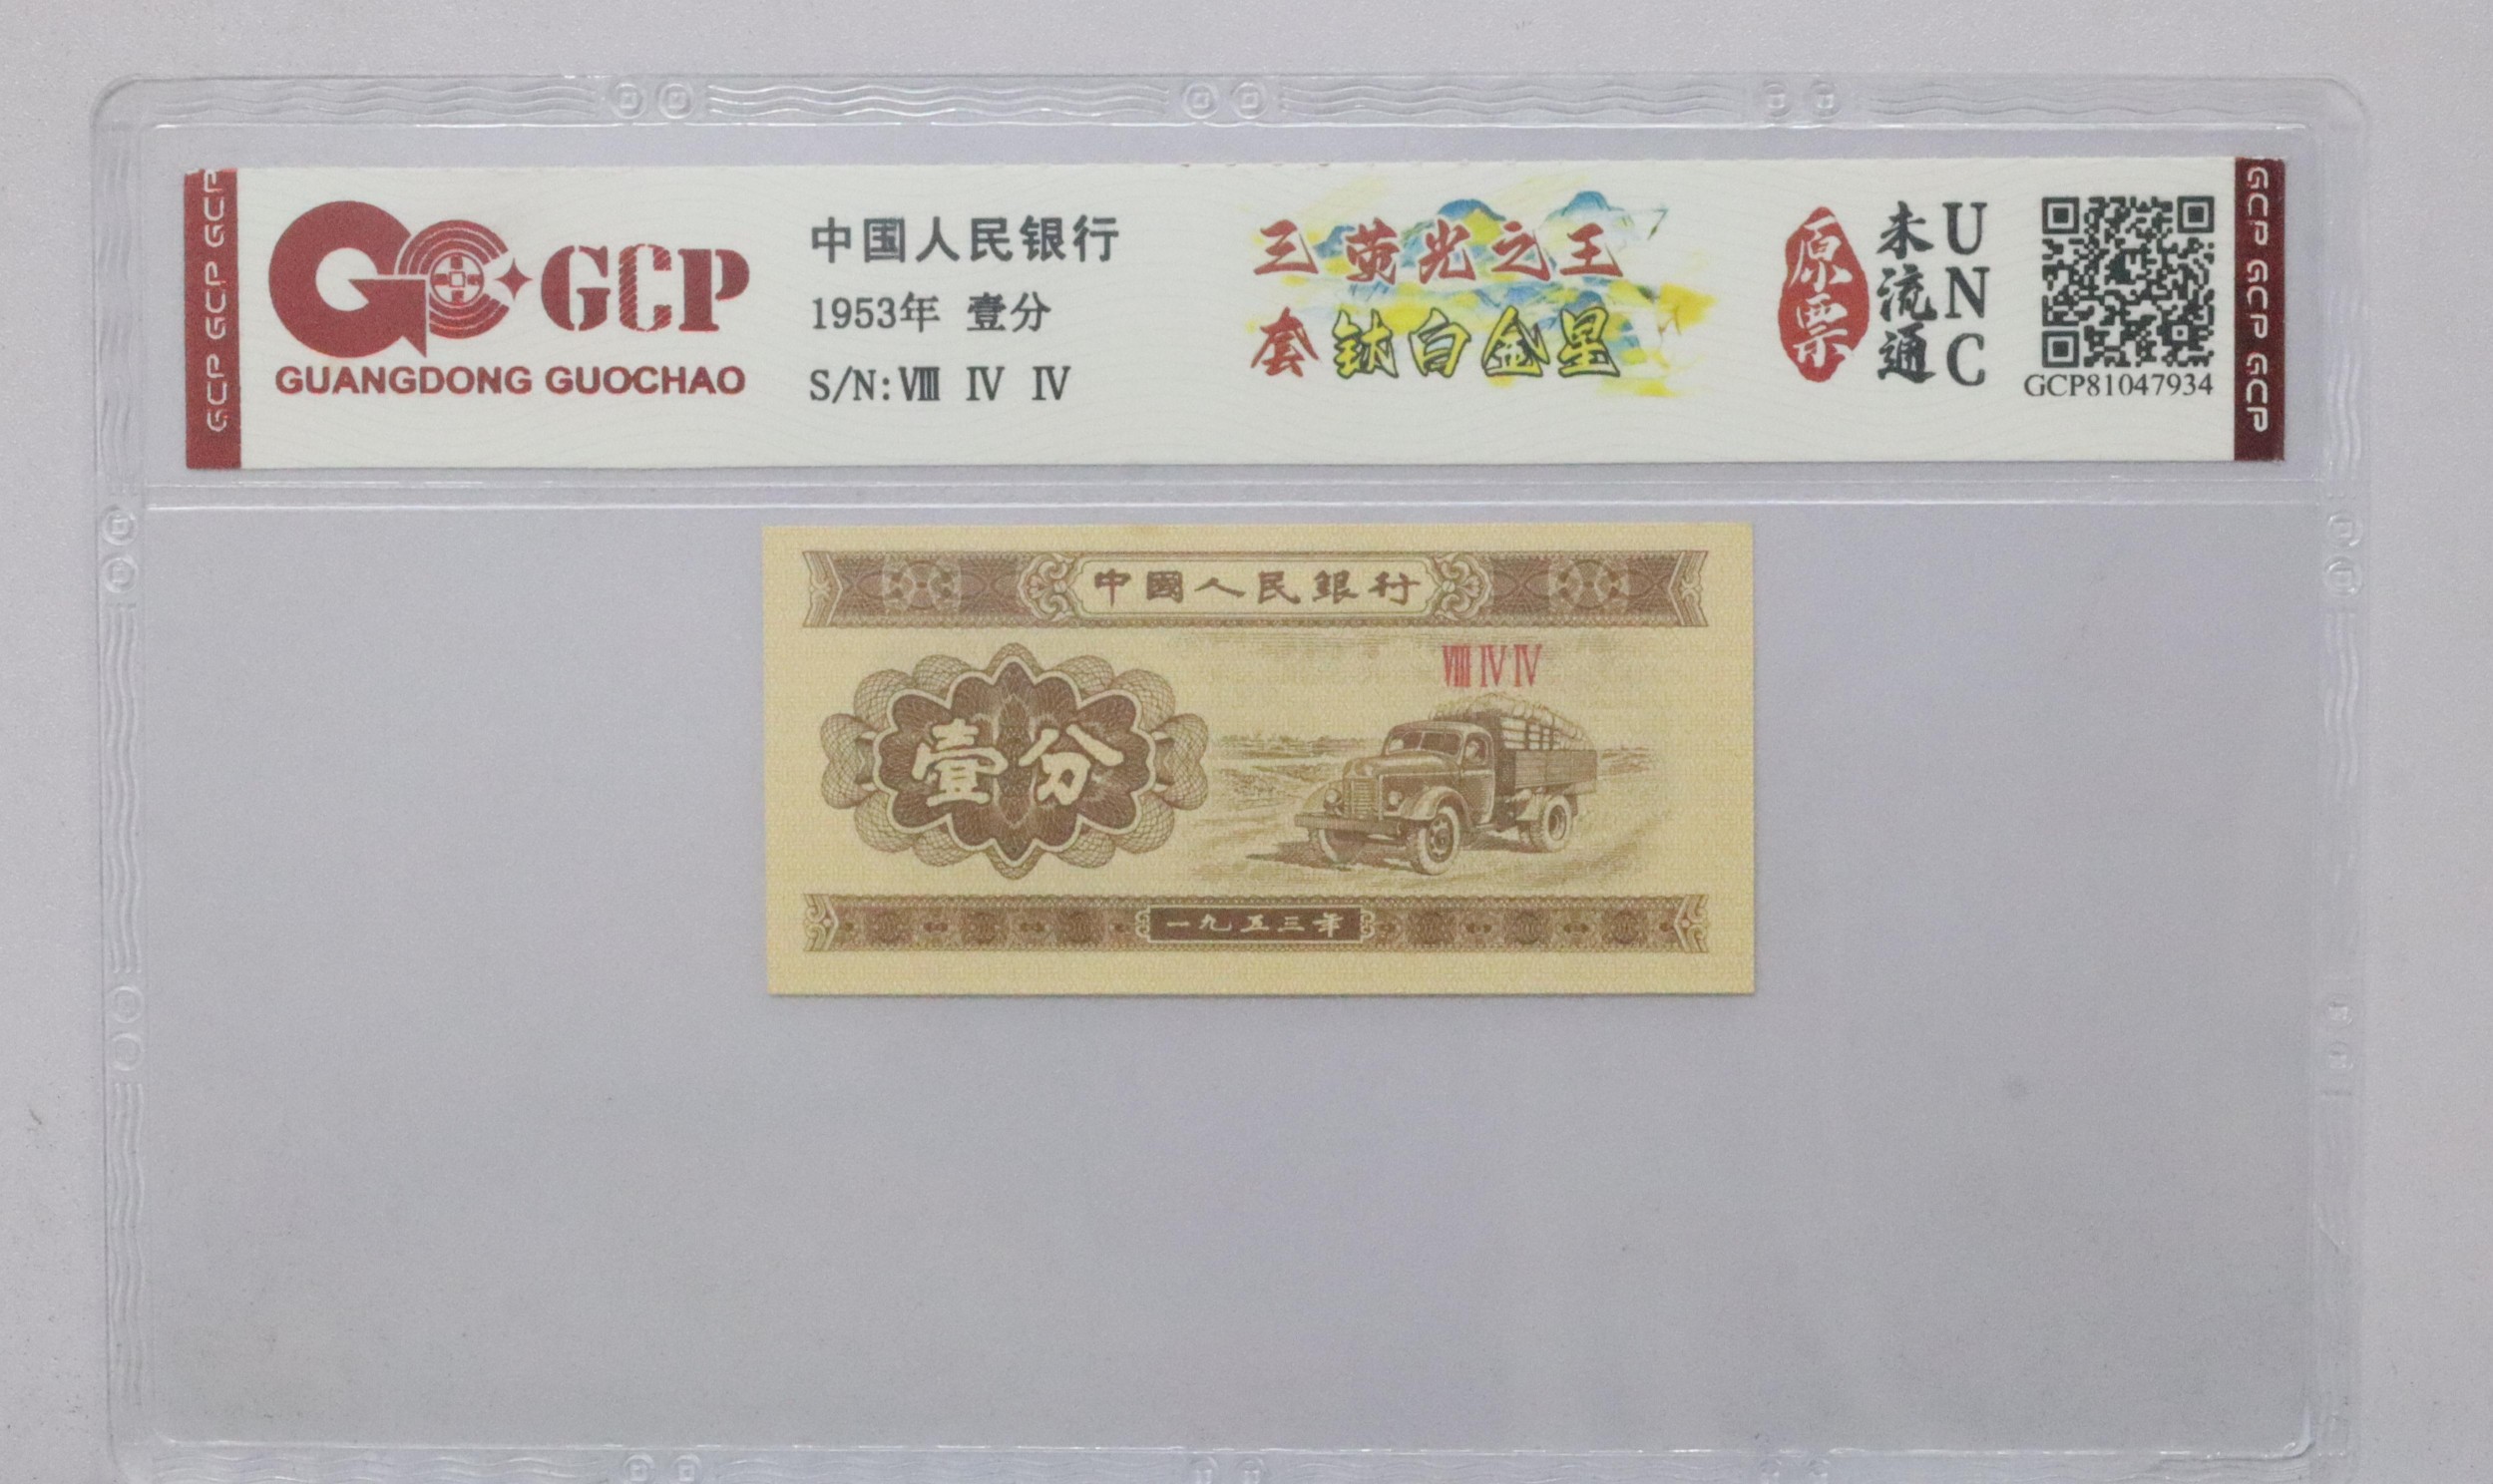 GCP GCP GCP GCP
GCP
GUANGDONG GUOCHAO
中国人民银行
1953年 壹分
S/N: Ⅷ Ⅳ Ⅳ
三萤光之王
套 钛白金星
原票
未流通
UNC
GCP81047934
GCP GCP GCP GCP
中國人民銀行
Ⅷ Ⅳ Ⅳ
壹分
一九五三年